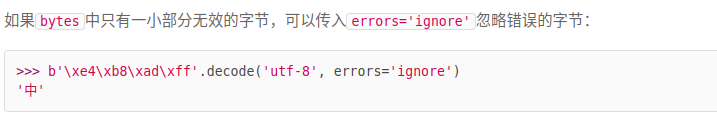 如果bytes中只有一小部分无效的字节，可以传入errors='ignore'忽略错误的字节：
>>> b'\xe4\xb8\xad\xff'.decode('utf-8', errors='ignore')
'中'